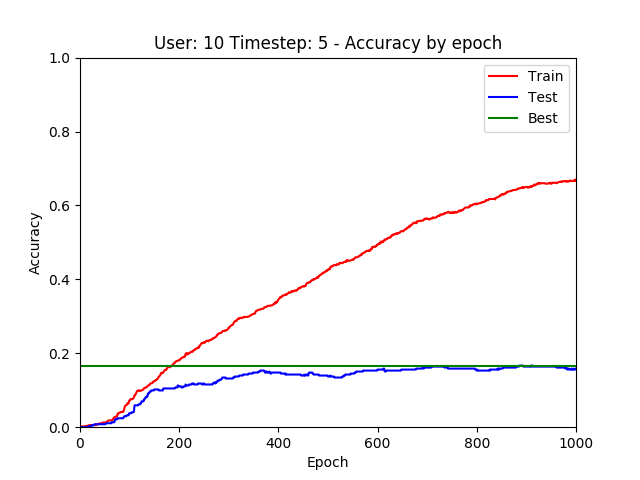 User: 10 Timestep: 5 - Accuracy by epoch
1.0
0.8
0.6
0.4
0.2
0.0
Accuracy
Train
Test
Best
0 200 400 600 800 1000
Epoch